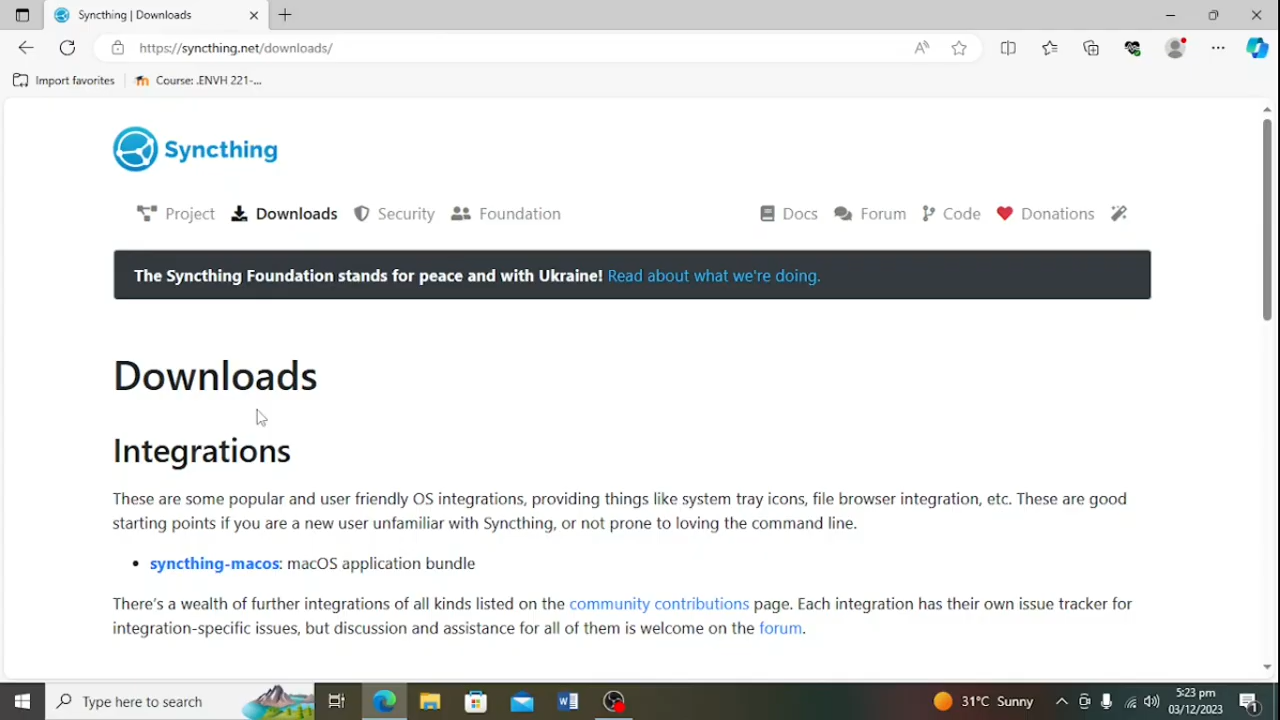 Syncthing | Downloads
https://syncthing.net/downloads/
Import favorites
Course: .ENVH 221-...
Syncthing
Project Downloads Security Foundation Docs Forum Code Donations
The Syncthing Foundation stands for peace and with Ukraine! Read about what we're doing.
Downloads
Integrations
These are some popular and user friendly OS integrations, providing things like system tray icons, file browser integration, etc. These are good
starting points if you are a new user unfamiliar with Syncthing, or not prone to loving the command line.
• syncthing-macos: macOS application bundle
There's a wealth of further integrations of all kinds listed on the community contributions page. Each integration has their own issue tracker for
integration-specific issues, but discussion and assistance for all of them is welcome on the forum.
Type here to search
31°C Sunny
5:23 pm
03/12/2023
1